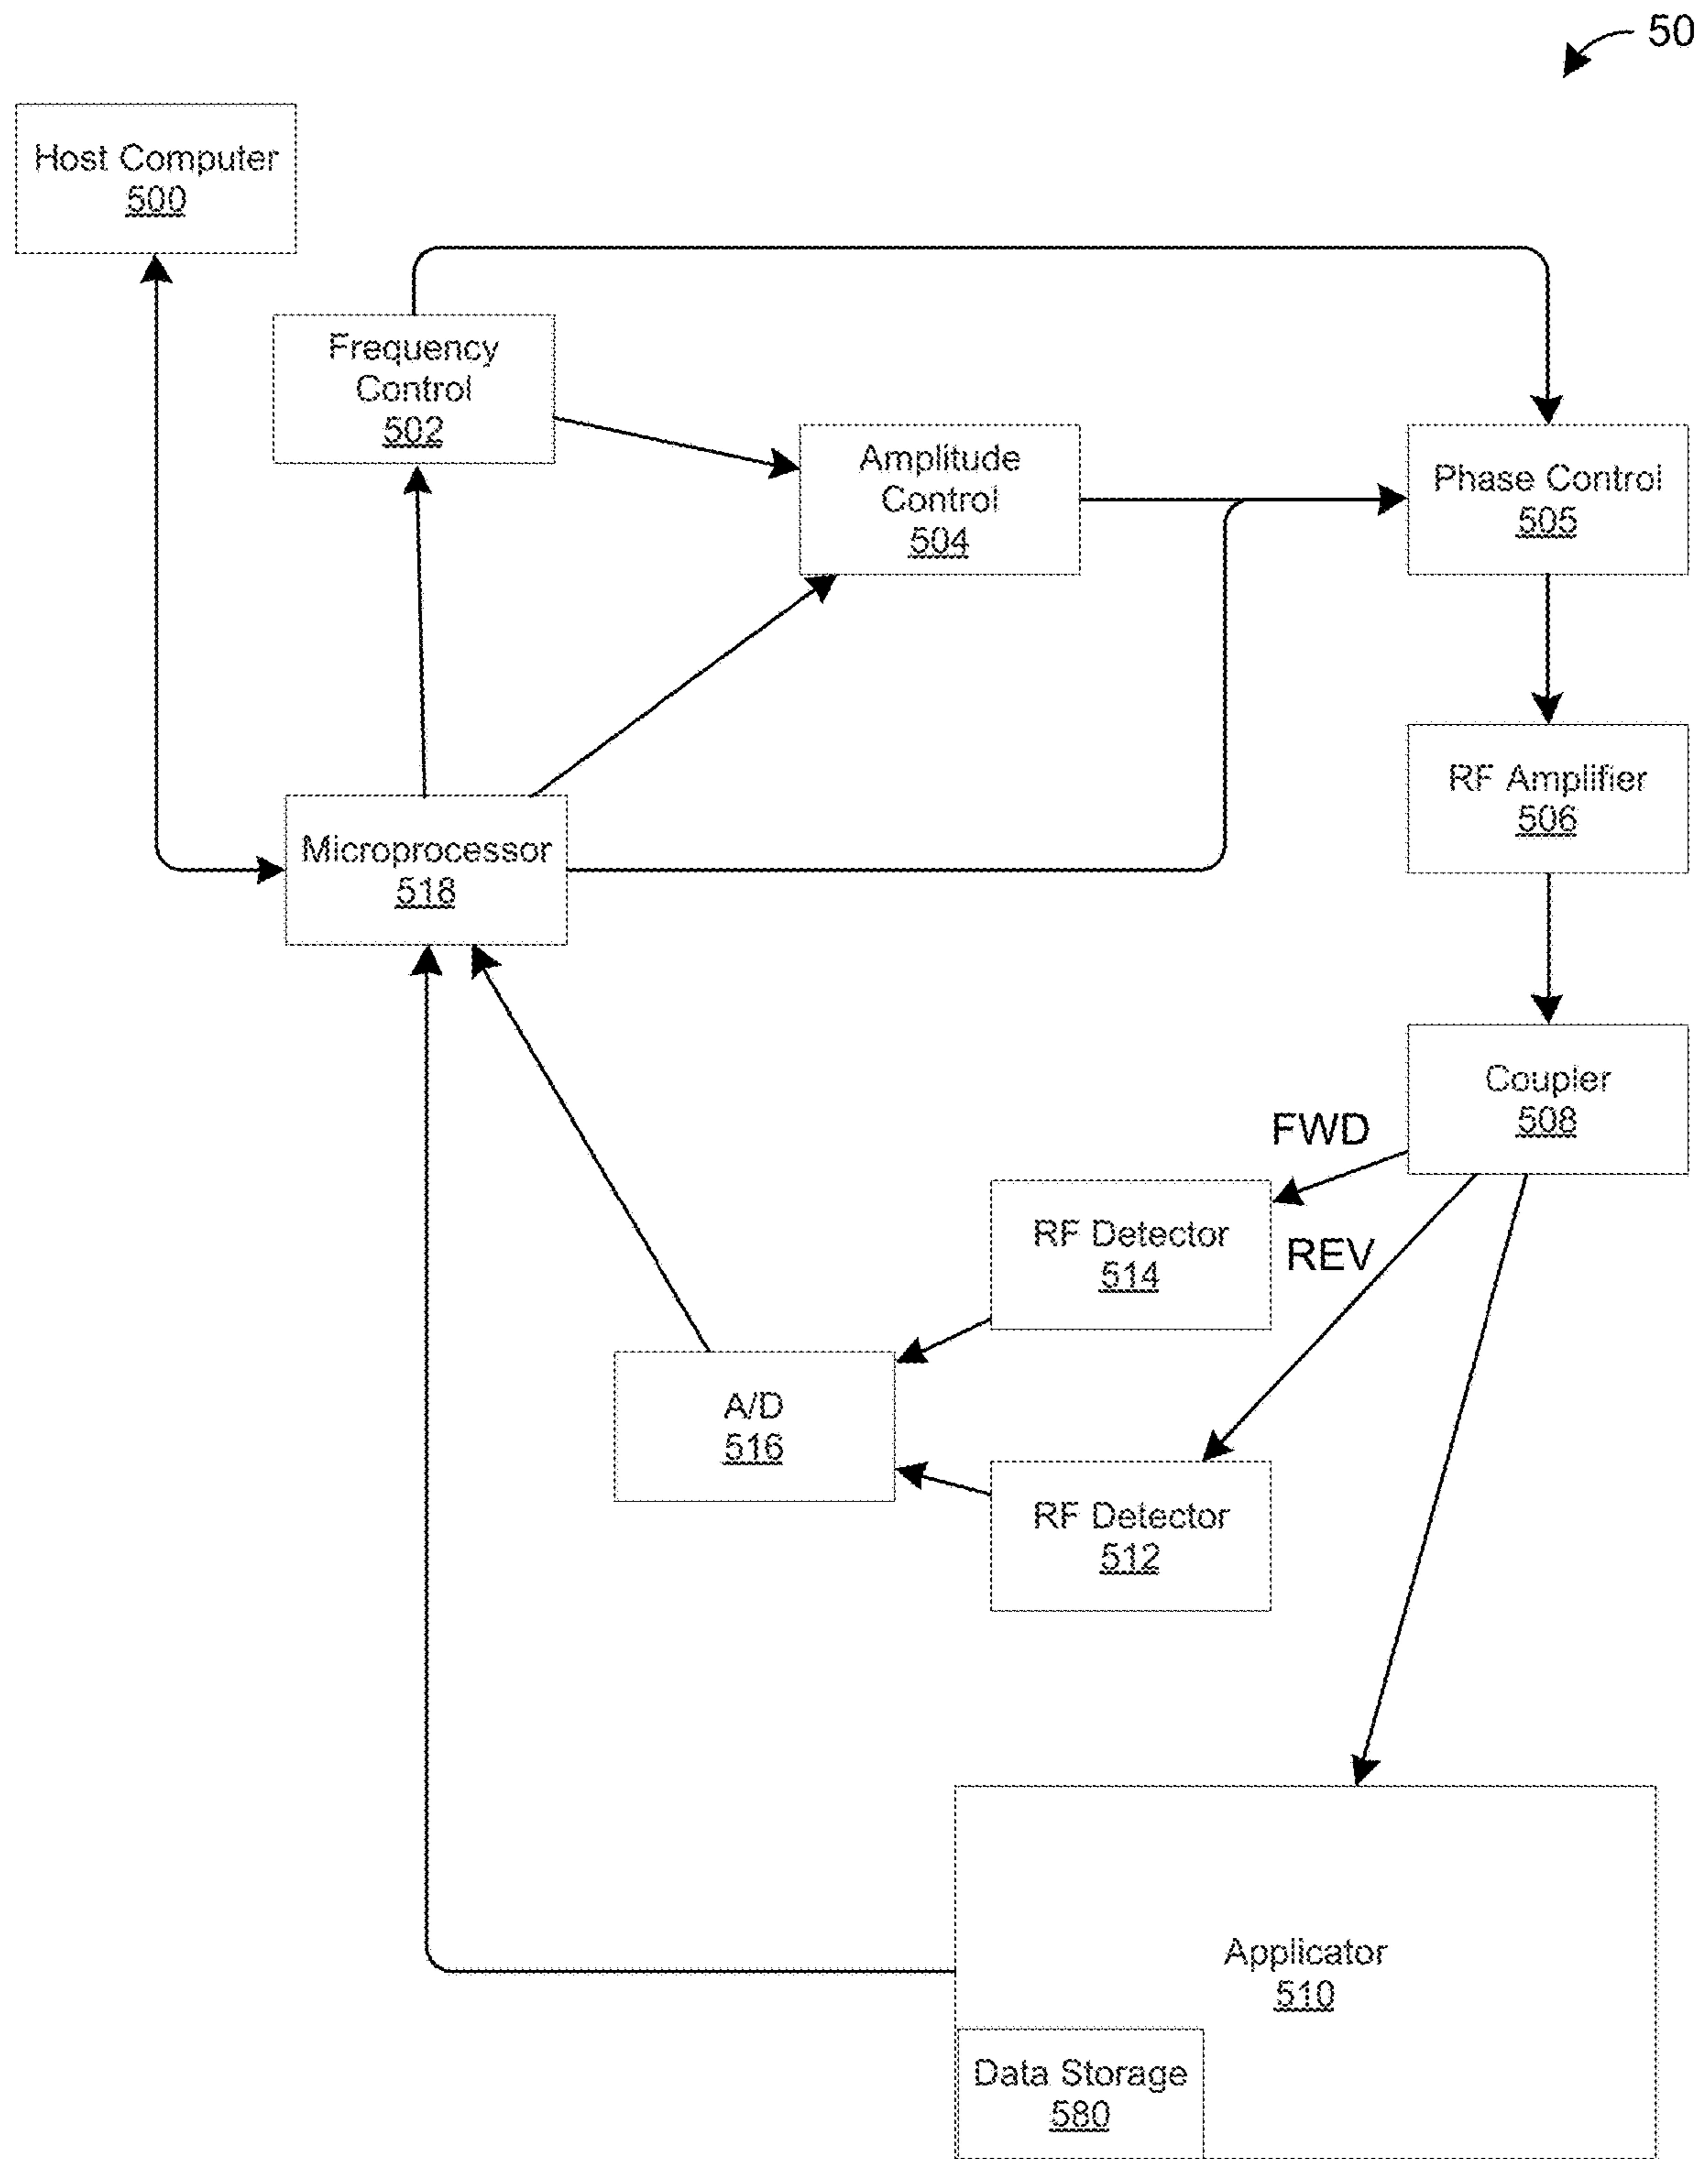 50
Host Computer
500
Frequency
Control
502
Amplitude
Control
504
Phase Control
505
RF Amplifier
506
Microprocessor
518
Coupler
508
FWD
RF Detector
514
REV
A/D
516
RF Detector
512
Applicator
510
Data Storage
580